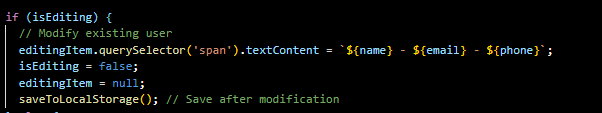 if (isEditing) {
// Modify existing user
editingItem.querySelector('span').textContent = `${name} - ${email} - ${phone}`;
isEditing = false;
editingItem = null;
saveToLocalStorage(); // Save after modification